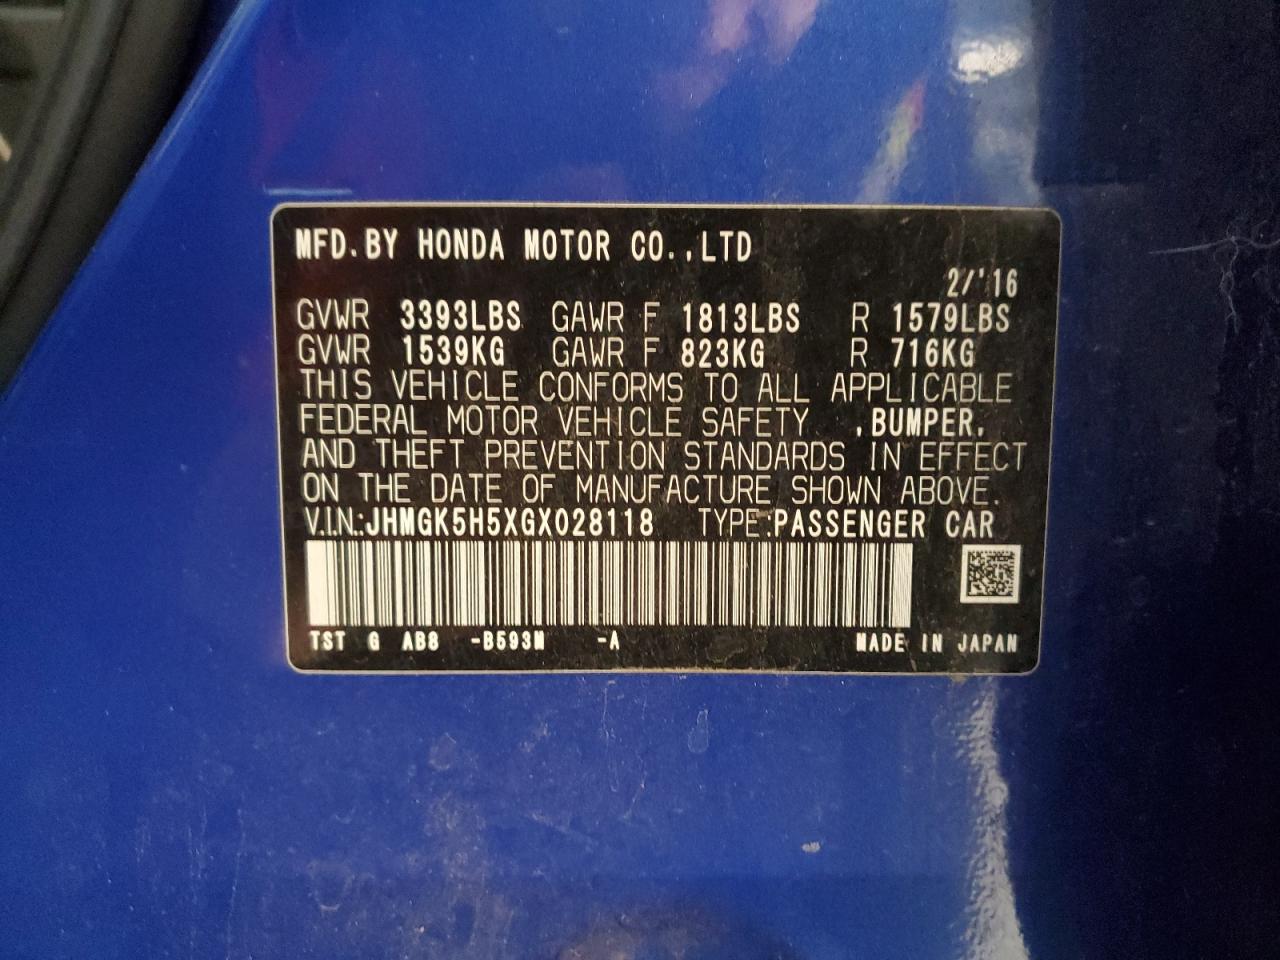 MFD.BY HONDA MOTOR CO.,LTD
2/'16
GVWR 3393LBS GAWR F 1813LBS R 1579LBS
GVWR 1539KG GAWR F 823KG R 716KG
THIS VEHICLE CONFORMS TO ALL APPLICABLE
FEDERAL MOTOR VEHICLE SAFETY ,BUMPER,
AND THEFT PREVENTION STANDARDS IN EFFECT
ON THE DATE OF MANUFACTURE SHOWN ABOVE.
V.I.N.:JHMGK5H5XGX028118 TYPE:PASSENGER CAR
TST G AB8 -B593M -A MADE IN JAPAN